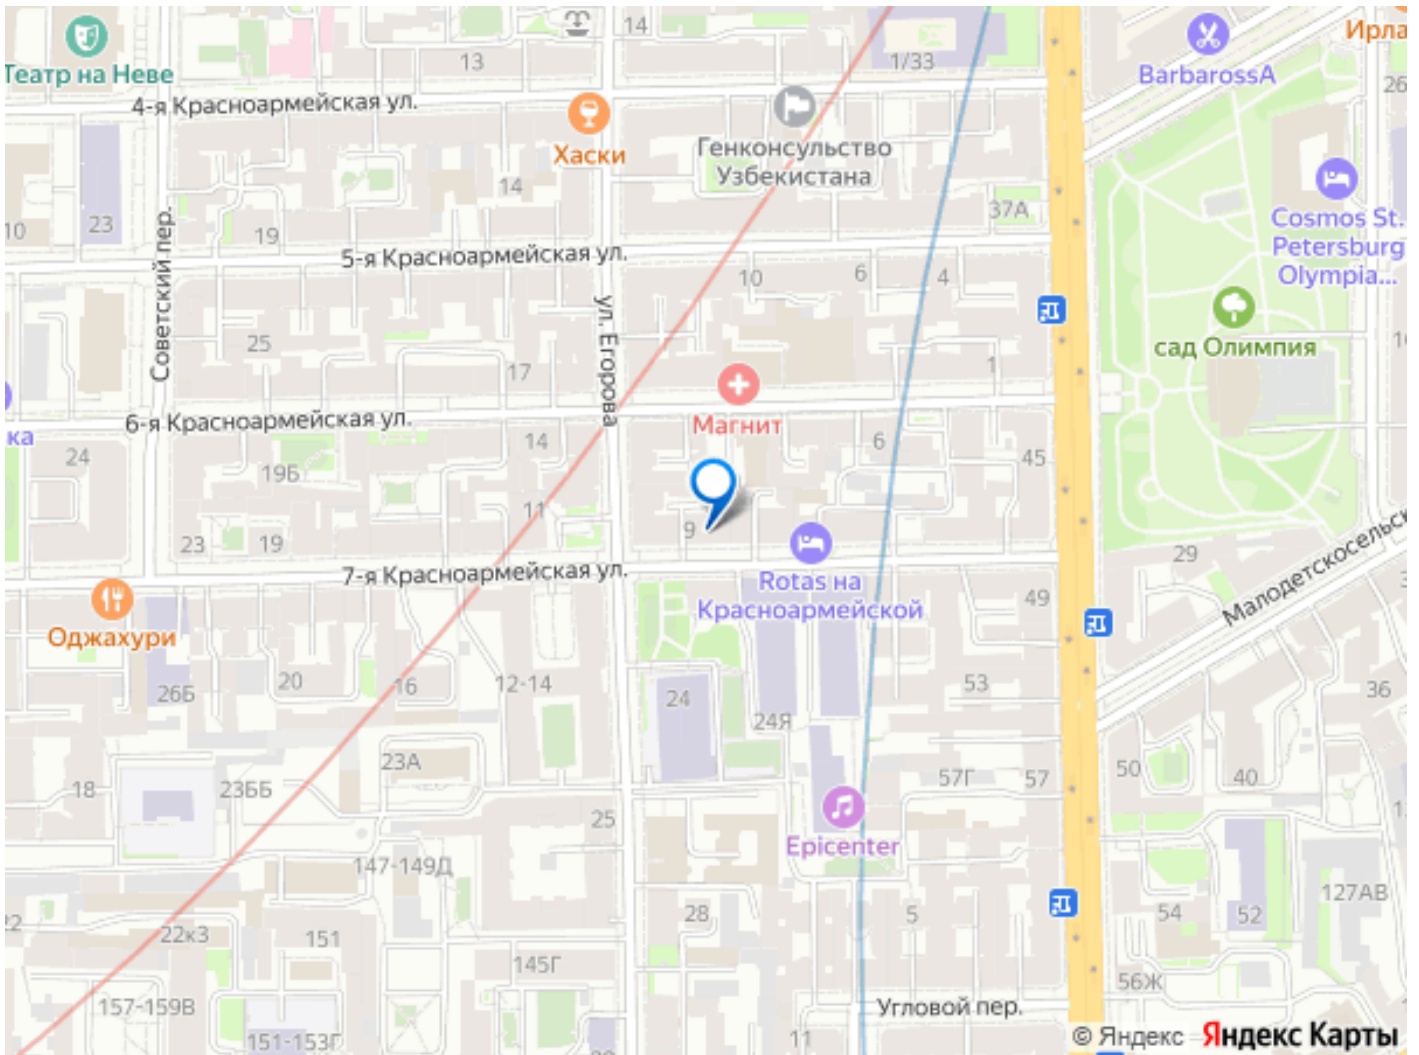 14
13
1/33
Ирла
Театр на Неве
BarbarossA
26
4-я Красноармейская ул.
Хаски
Генконсульство
Узбекистана
14
Cosmos St.
Petersburg
Olympia...
10
23
19
37А
Советский пер.
5-я Красноармейская ул.
10
6
4
ул. Егорова
25
17
1
сад Олимпия
6-я Красноармейская ул.
Магнит
ка
24
14
6
45
19Б
11
9
23
19
29
Малодетскосельск
7-я Красноармейская ул.
Rotas на
Красноармейской
49
Оджахури
26Б
20
16
12-14
24
24Я
53
36
23А
18
23ББ
57Г
57
50
40
25
Epicenter
147-149Д
127АВ
22
22к3
151
28
5
54
52
145Г
56Ж
157-159В
Угловой пер.
151-153Г
11
© Яндекс Яндекс Карты